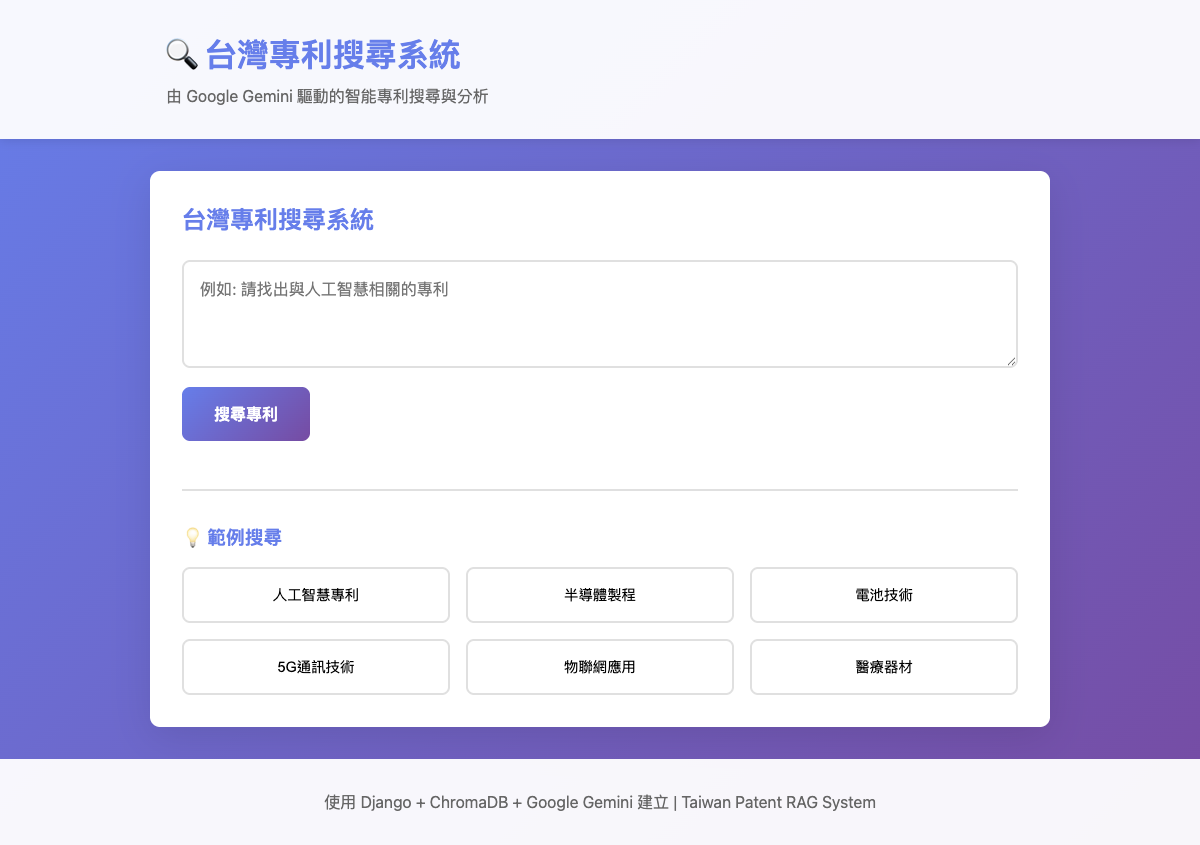 🔍 台灣專利搜尋系統
由 Google Gemini 驅動的智能專利搜尋與分析
台灣專利搜尋系統
例如: 請找出與人工智慧相關的專利
搜尋專利
💡 範例搜尋
人工智慧專利
半導體製程
電池技術
5G通訊技術
物聯網應用
醫療器材
使用 Django + ChromaDB + Google Gemini 建立 | Taiwan Patent RAG System